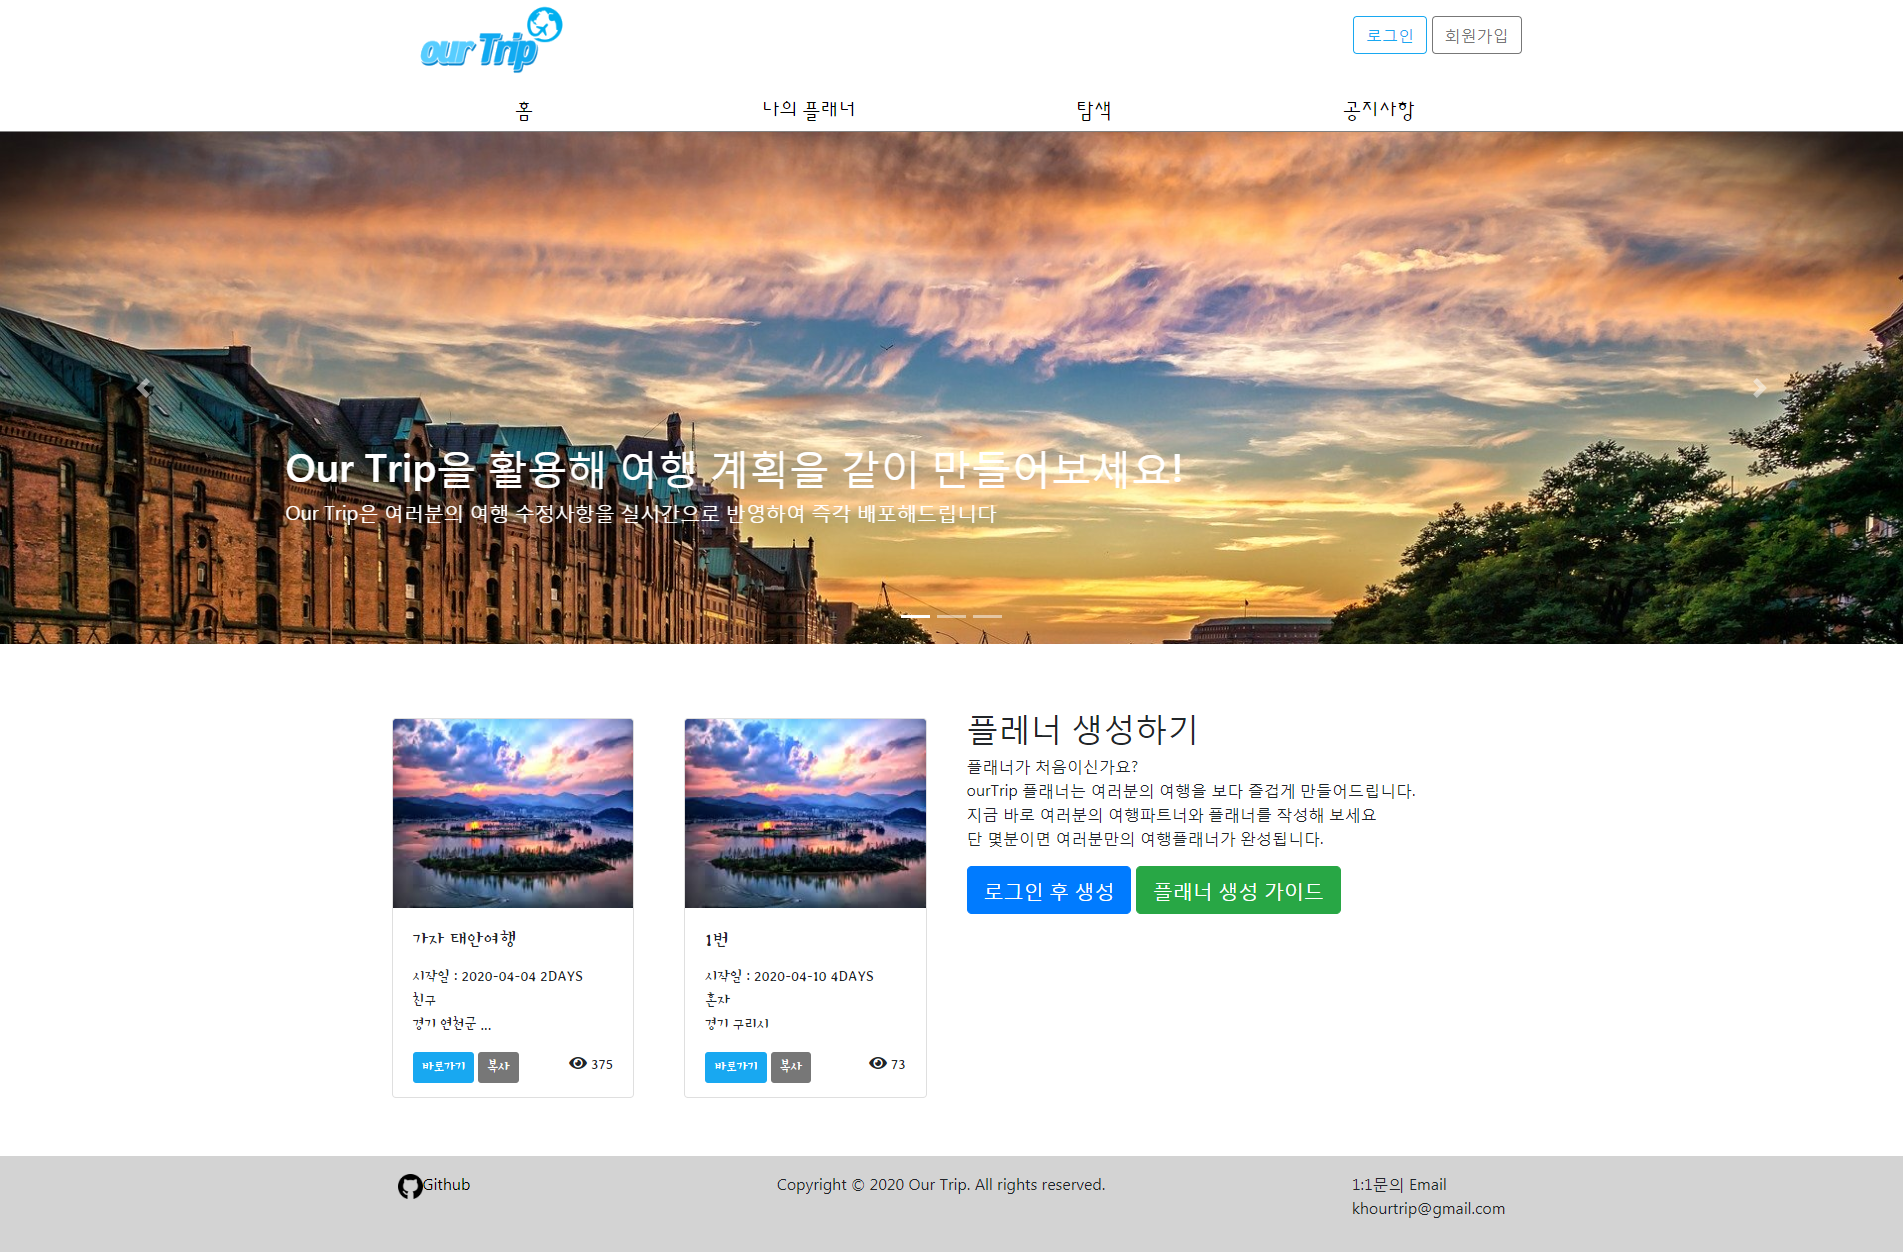 our Trip
로그인 회원가입
홈 나의 플래너 탐색 공지사항
Our Trip을 활용해 여행 계획을 같이 만들어보세요!
Our Trip은 여러분의 여행 수정사항을 실시간으로 반영하여 즉각 배포해드립니다
가자 태안여행
시작일 : 2020-04-04 2DAYS
친구
경기 연천군 ...
바로가기 복사 375
1번
시작일 : 2020-04-10 4DAYS
혼자
경기 구리시
바로가기 복사 73
플레너 생성하기
플래너가 처음이신가요?
ourTrip 플래너는 여러분의 여행을 보다 즐겁게 만들어드립니다.
지금 바로 여러분의 여행파트너와 플래너를 작성해 보세요
단 몇분이면 여러분만의 여행플래너가 완성됩니다.
로그인 후 생성 플래너 생성 가이드
Github
Copyright © 2020 Our Trip. All rights reserved.
1:1문의 Email
khourtrip@gmail.com